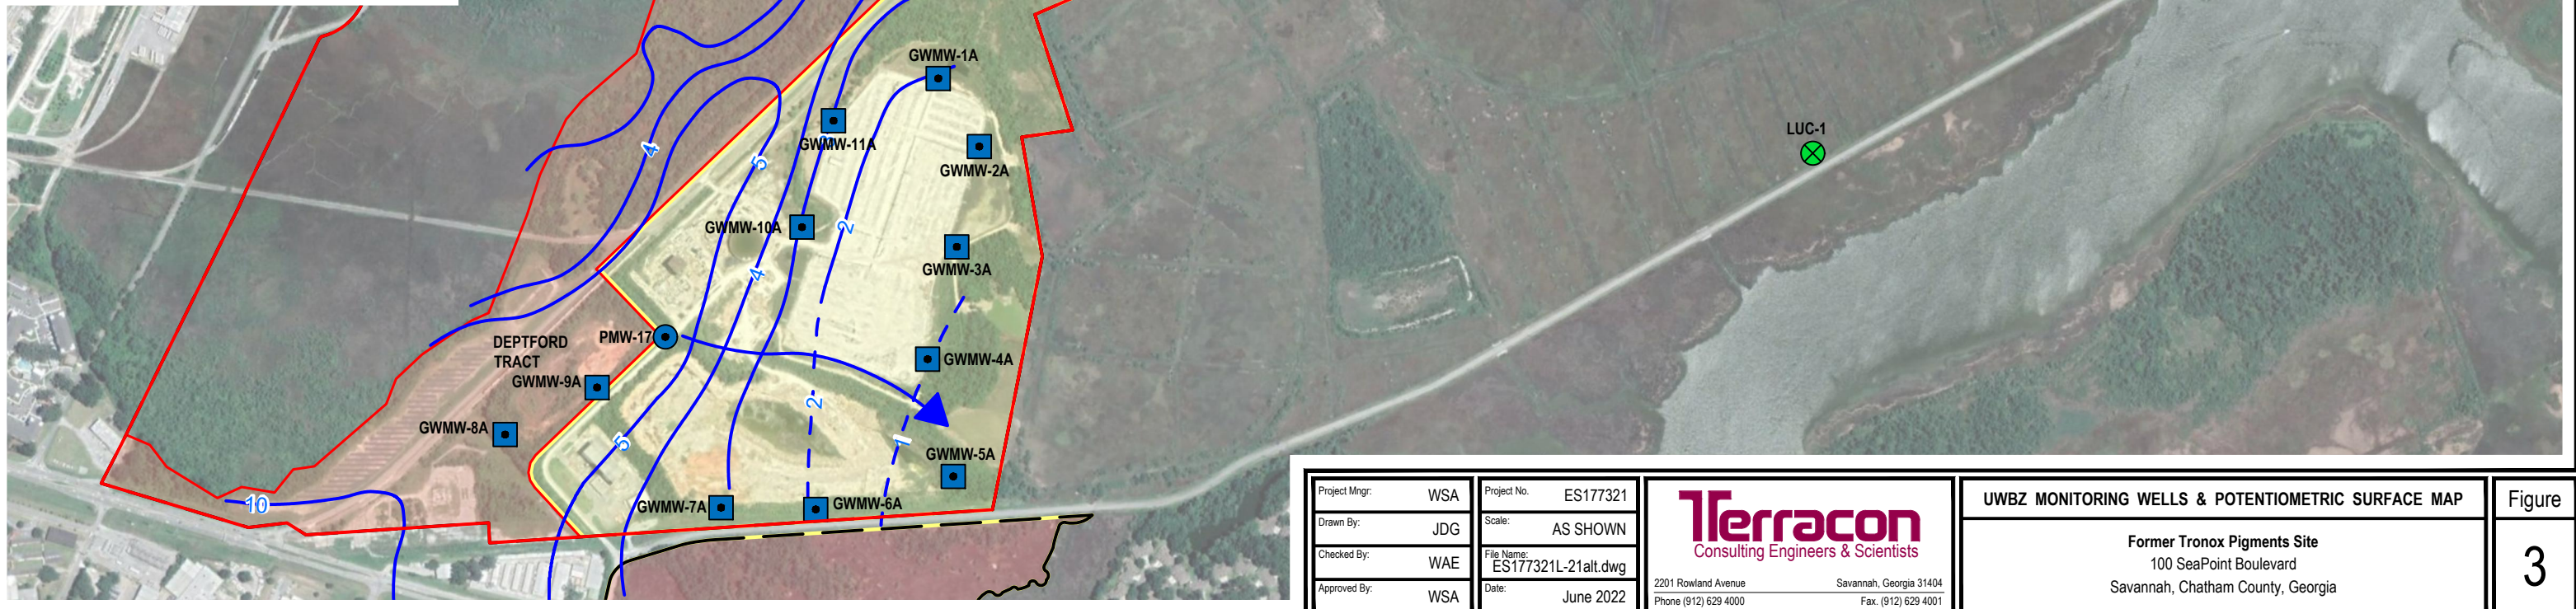 GWMW-1A
GWMW-11A
3
GWMW-2A
LUC-1
4
5
GWMW-10A
2
GWMW-3A
4
PMW-17
DEPTFORD
TRACT
GWMW-4A
GWMW-9A
2
GWMW-8A
5
1
GWMW-5A
10
GWMW-7A
GWMW-6A
Project Mngr: WSA
Drawn By: JDG
Checked By: WAE
Approved By: WSA
Project No. ES177321
Scale: AS SHOWN
File Name: ES177321L-21alt.dwg
Date: June 2022
Terracon
Consulting Engineers & Scientists
2201 Rowland Avenue Savannah, Georgia 31404
Phone (912) 629 4000 Fax. (912) 629 4001
UWBZ MONITORING WELLS & POTENTIOMETRIC SURFACE MAP
Former Tronox Pigments Site
100 SeaPoint Boulevard
Savannah, Chatham County, Georgia
Figure
3